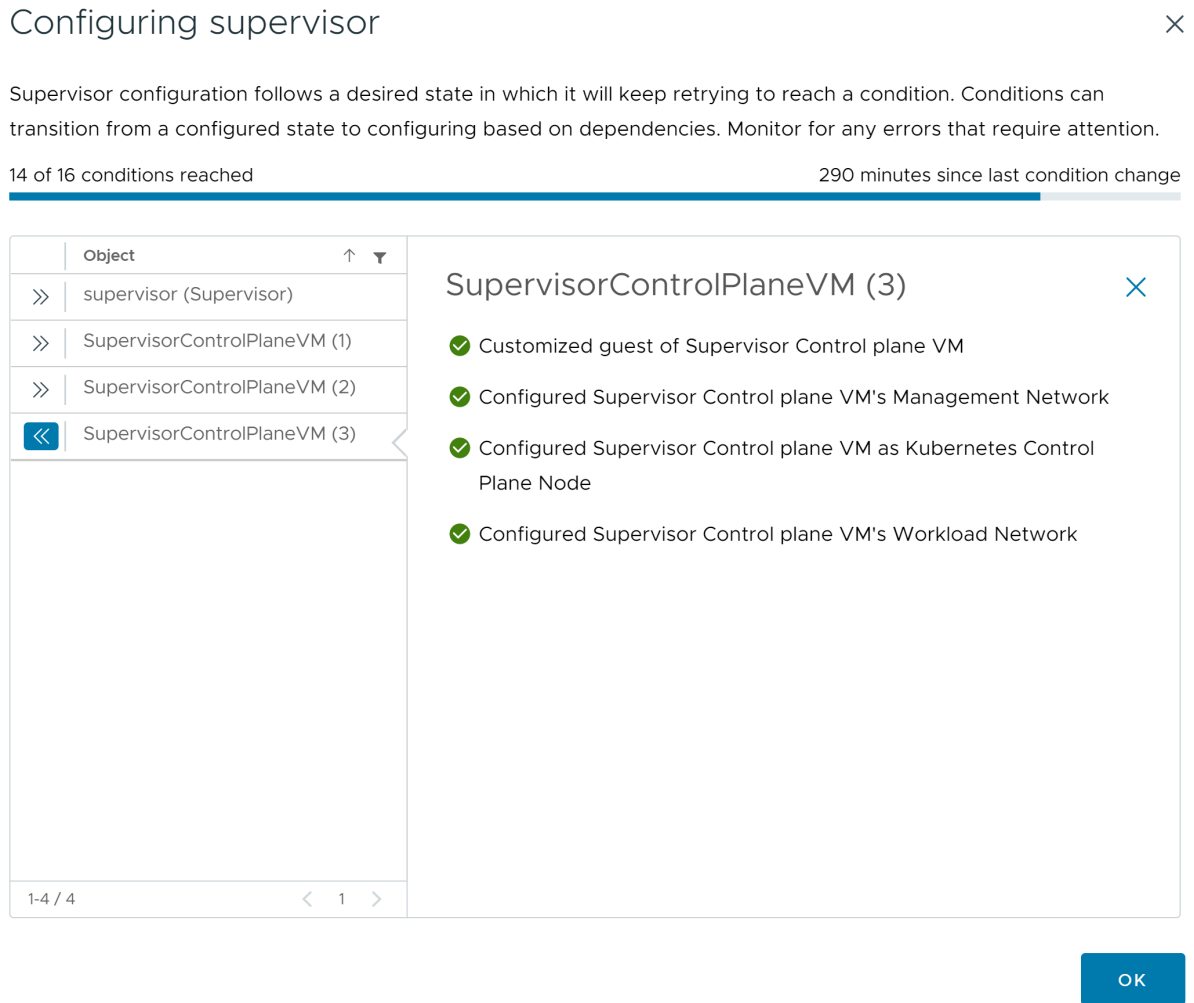 Configuring supervisor
Supervisor configuration follows a desired state in which it will keep retrying to reach a condition. Conditions can
transition from a configured state to configuring based on dependencies. Monitor for any errors that require attention.
14 of 16 conditions reached
290 minutes since last condition change
Object
supervisor (Supervisor)
SupervisorControlPlaneVM (1)
SupervisorControlPlaneVM (2)
SupervisorControlPlaneVM (3)
1-4 / 4
1
SupervisorControlPlaneVM (3)
Customized guest of Supervisor Control plane VM
Configured Supervisor Control plane VM's Management Network
Configured Supervisor Control plane VM as Kubernetes Control
Plane Node
Configured Supervisor Control plane VM's Workload Network
OK